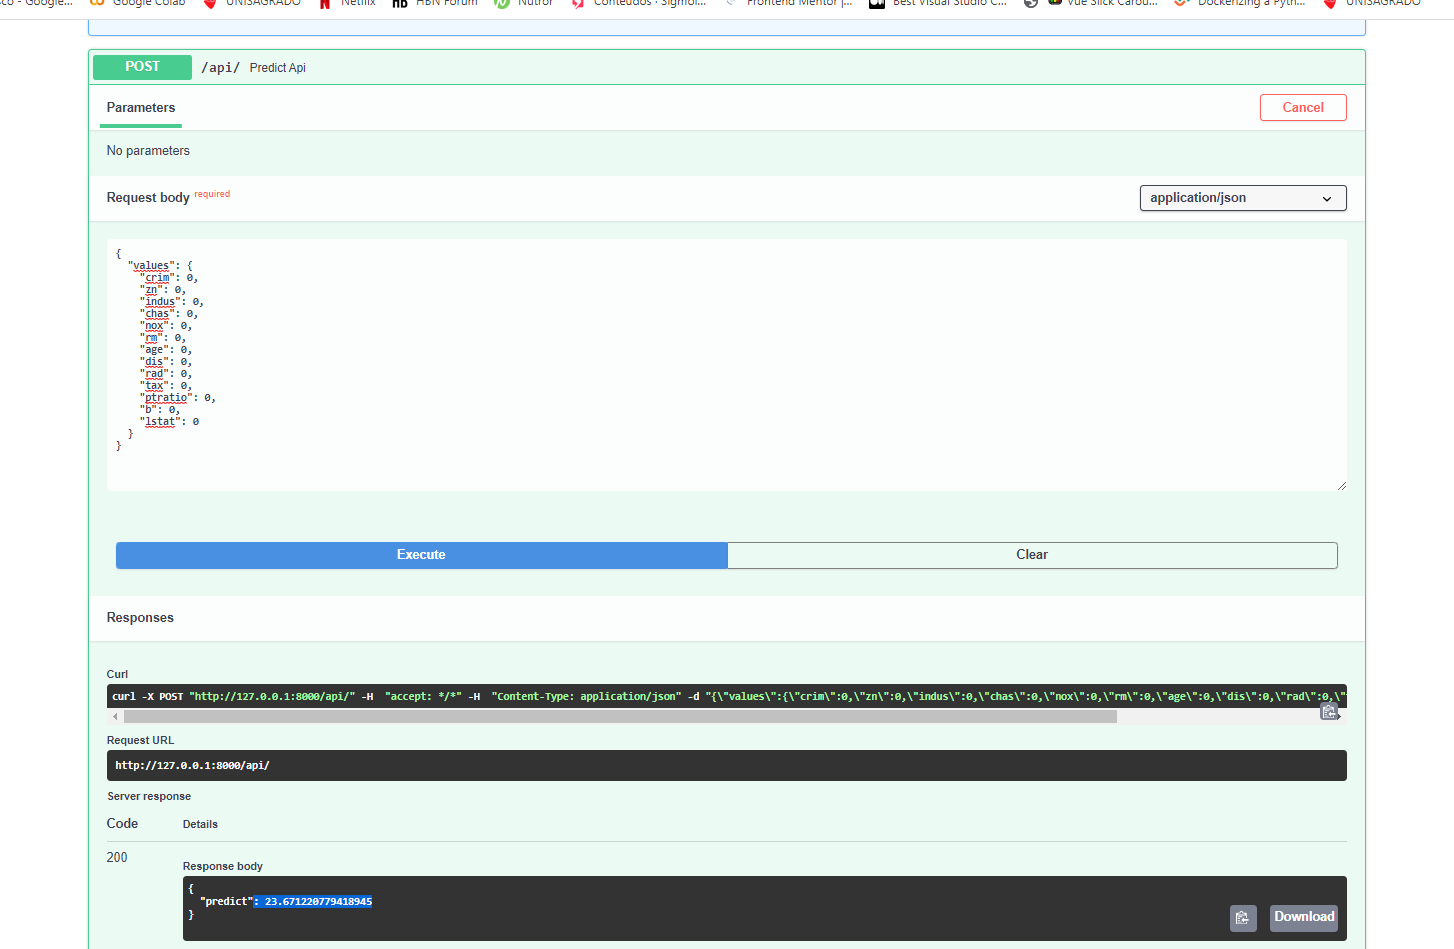 sco - Google... Google Colab UNISAGRADO Netflix HBN Forum Nutror Conteúdos · Sigmoi... Frontend Mentor |... Best Visual Studio C... Vue Slick Carou... Dockerizing a Pyth... UNISAGRADO
POST /api/ Predict Api
Parameters
Cancel
No parameters
Request body required
application/json
{
"values": {
"crim": 0,
"zn": 0,
"indus": 0,
"chas": 0,
"nox": 0,
"rm": 0,
"age": 0,
"dis": 0,
"rad": 0,
"tax": 0,
"ptratio": 0,
"b": 0,
"lstat": 0
}
}
Execute
Clear
Responses
Curl
curl -X POST "http://127.0.0.1:8000/api/" -H  "accept: */*" -H  "Content-Type: application/json" -d "{\"values\":{\"crim\":0,\"zn\":0,\"indus\":0,\"chas\":0,\"nox\":0,\"rm\":0,\"age\":0,\"dis\":0,\"rad\":0,\"
Request URL
http://127.0.0.1:8000/api/
Server response
Code Details
200
Response body
{
"predict": 23.671220779418945
}
Download